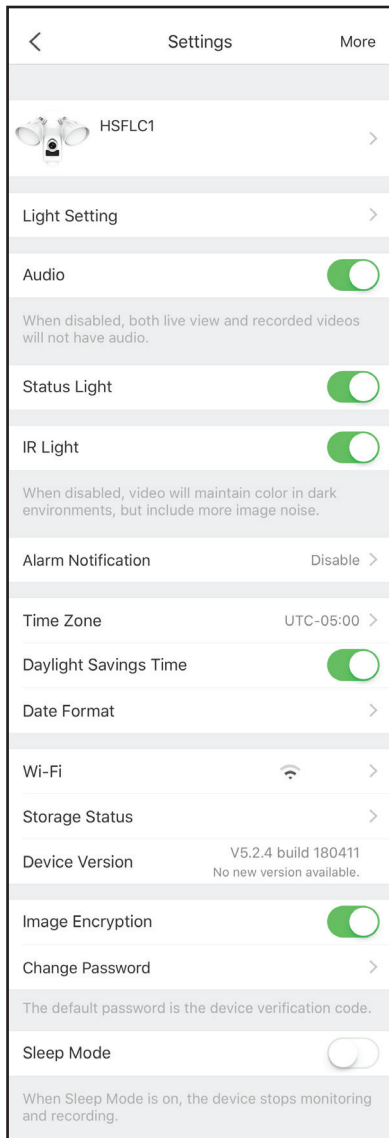 Settings More
HSFLC1
Light Setting
Audio
When disabled, both live view and recorded videos
will not have audio.
Status Light
IR Light
When disabled, video will maintain color in dark
environments, but include more image noise.
Alarm Notification Disable
Time Zone UTC-05:00
Daylight Savings Time
Date Format
Wi-Fi
Storage Status
Device Version V5.2.4 build 180411
No new version available.
Image Encryption
Change Password
The default password is the device verification code.
Sleep Mode
When Sleep Mode is on, the device stops monitoring
and recording.